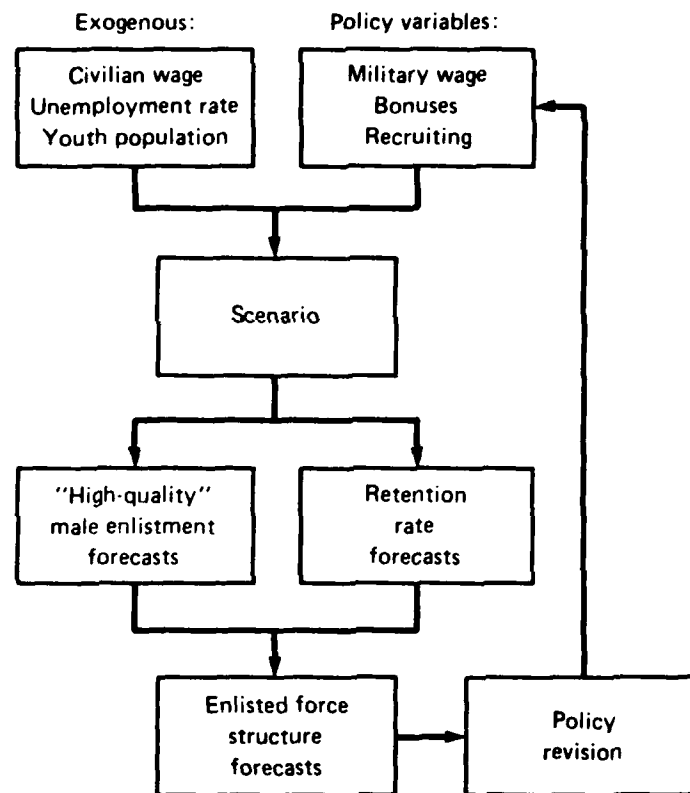 Exogenous:
Policy variables:
Civilian wage
Unemployment rate
Youth population
Military wage
Bonuses
Recruiting
Scenario
"High-quality"
male enlistment
forecasts
Retention
rate
forecasts
Enlisted force
structure
forecasts
Policy
revision